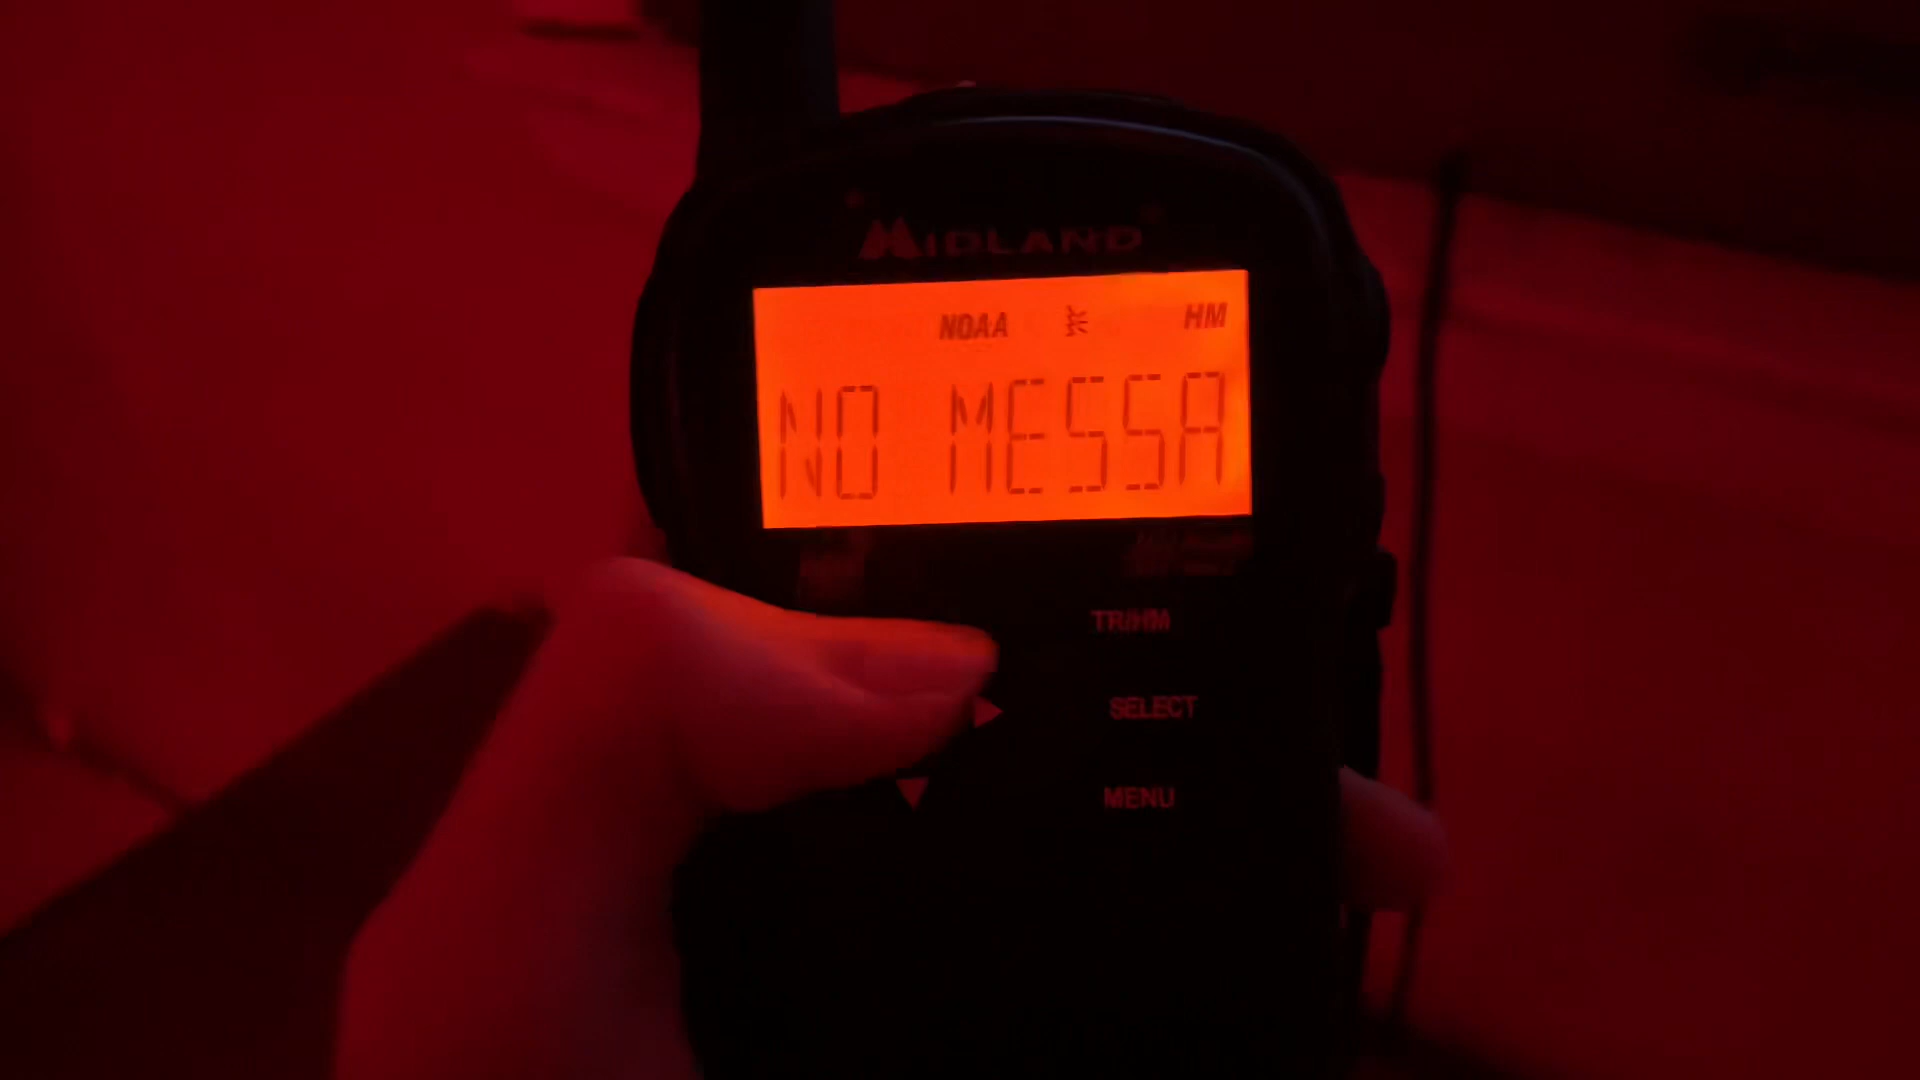 MIDLAND
NOAA HM
NO MESSA
TR/HM
SELECT
MENU